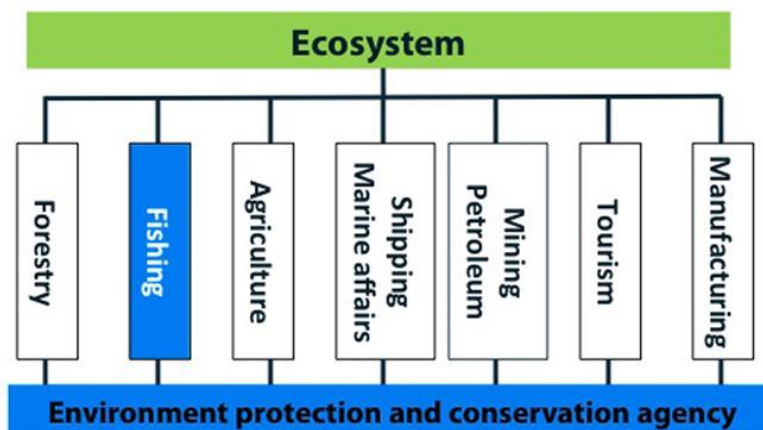 Ecosystem
Forestry
Fishing
Agriculture
Shipping
Marine affairs
Mining
Petroleum
Tourism
Manufacturing
Environment protection and conservation agency